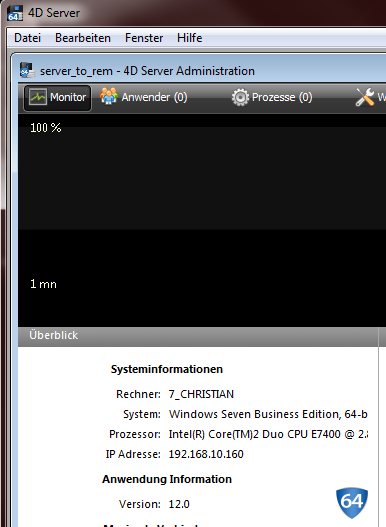 4D Server
Datei Bearbeiten Fenster Hilfe
server_to_rem - 4D Server Administration
Monitor Anwender (0) Prozesse (0) W
100 %
1 mn
Überblick
Systeminformationen
Rechner: 7_CHRISTIAN
System: Windows Seven Business Edition, 64-b
Prozessor: Intel(R) Core(TM)2 Duo CPU E7400 @ 2.8
IP Adresse: 192.168.10.160
Anwendung Information
Version: 12.0
64